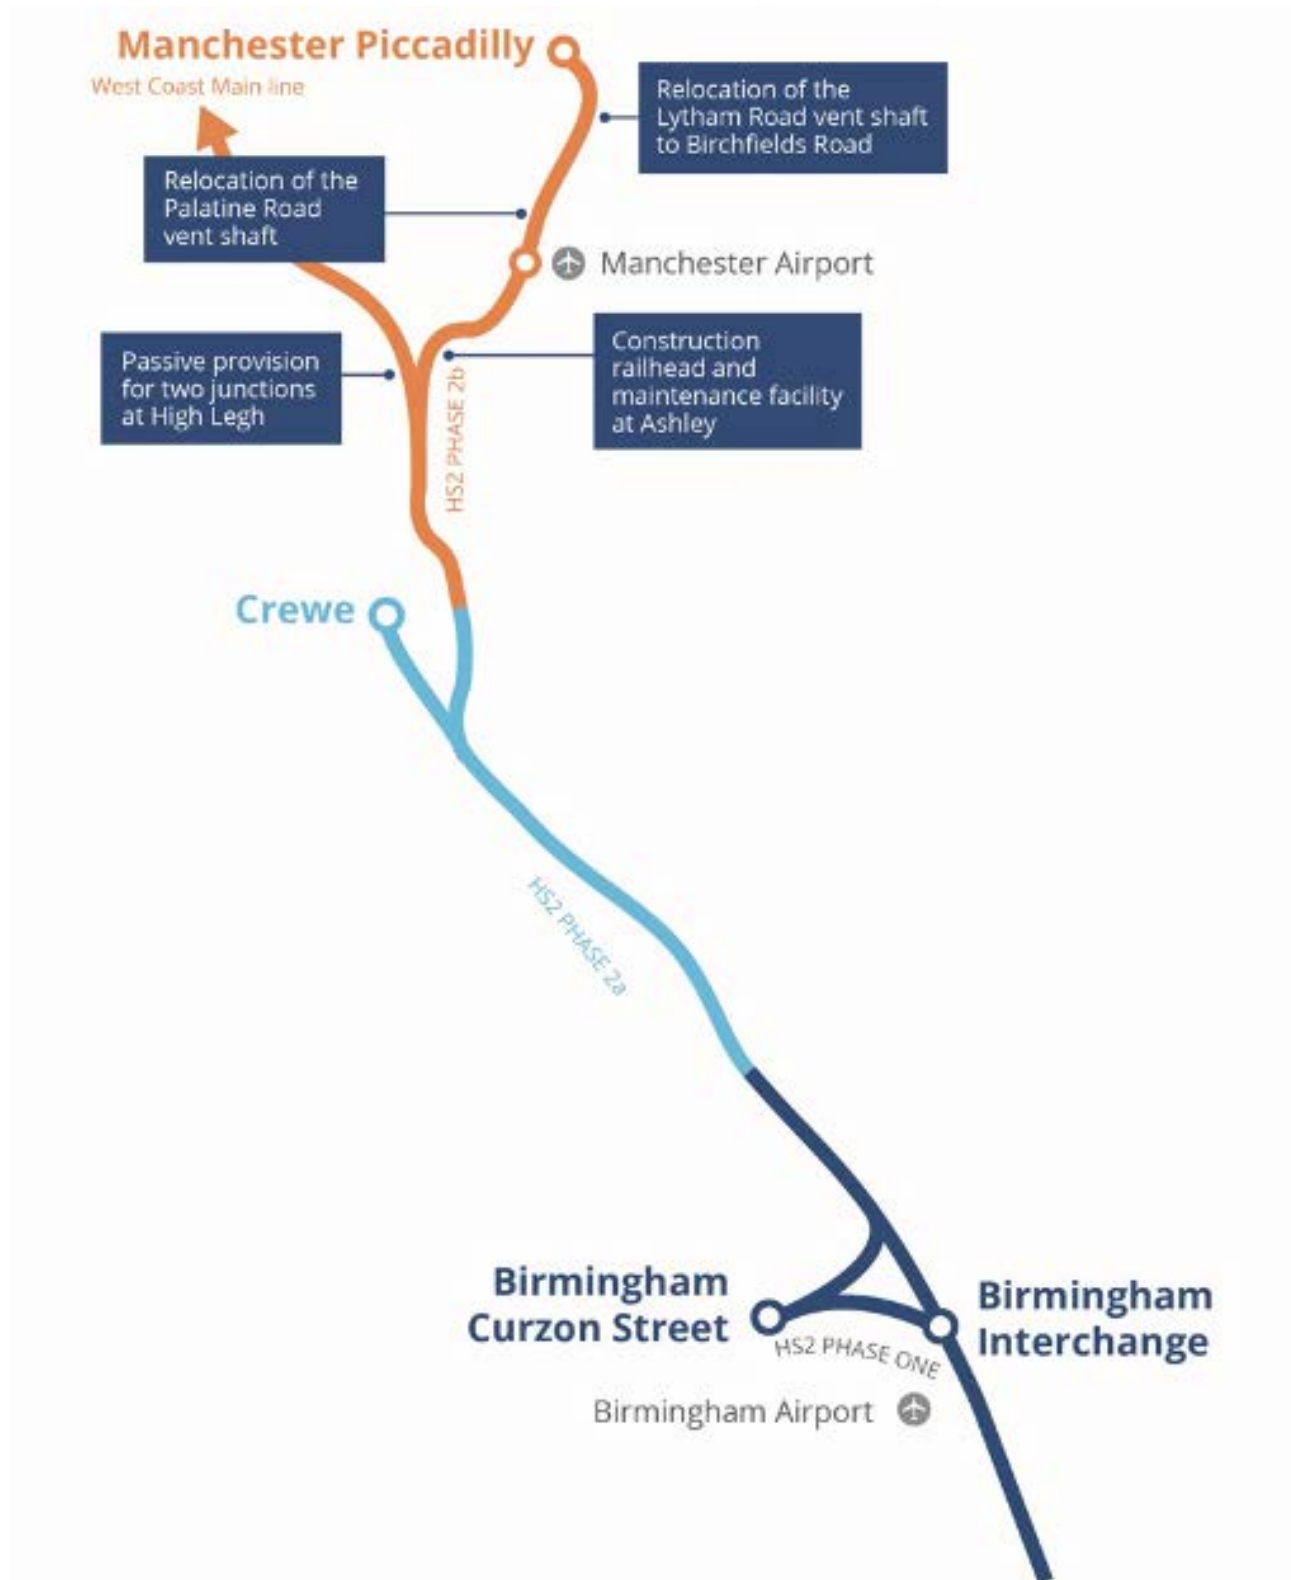 Manchester Piccadilly
West Coast Main line
Relocation of the
Lytham Road vent shaft
to Birchfields Road
Relocation of the
Palatine Road
vent shaft
Manchester Airport
Passive provision
for two junctions
at High Legh
Construction
railhead and
maintenance facility
at Ashley
HS2 PHASE 2b
Crewe
HS2 PHASE 2a
Birmingham
Curzon Street
Birmingham
Interchange
HS2 PHASE ONE
Birmingham Airport